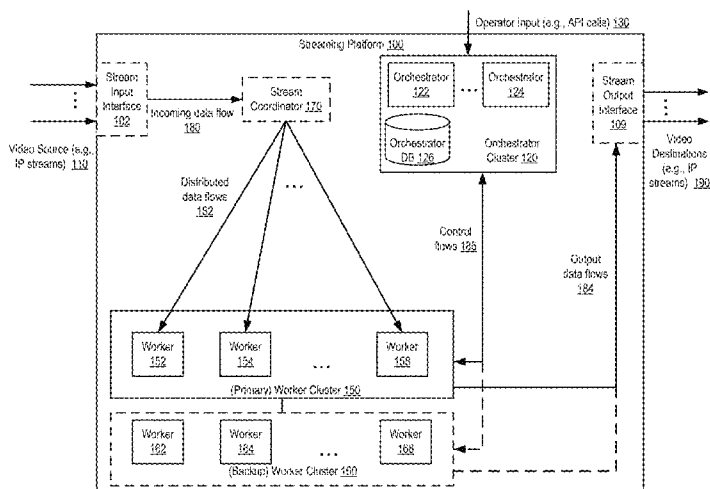 Operator Input (e.g., API calls) 130
Streaming Platform 100
Stream
Input
Interface
102
Incoming data flow
180
Stream
Coordinator 170
Orchestrator
122
...
Orchestrator
124
Orchestrator
DB 126
Orchestrator
Cluster 120
Stream
Output
Interface
109
Video Source (e.g.,
IP streams) 110
Video Destinations
(e.g., IP
streams) 190
Distributed
data flows
182
...
Control
flows 186
Output
data flows
184
Worker
152
Worker
154
...
Worker
158
(Primary) Worker Cluster 150
Worker
162
Worker
164
...
Worker
168
(Backup) Worker Cluster 160